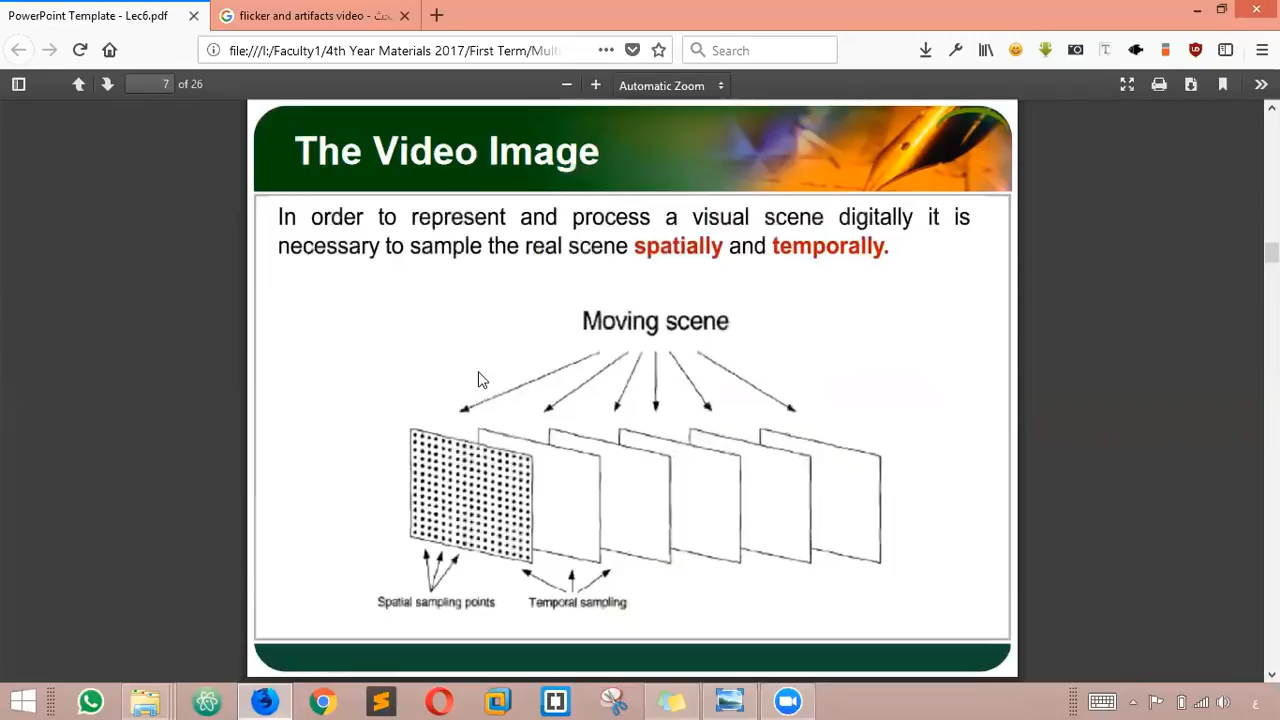 PowerPoint Template - Lec6.pdf
flicker and artifacts video - بحث
file:///I:/Faculty1/4th Year Materials 2017/First Term/Mult
Search
7 of 26
Automatic Zoom
The Video Image
In order to represent and process a visual scene digitally it is
necessary to sample the real scene spatially and temporally.
Moving scene
Spatial sampling points
Temporal sampling
ع